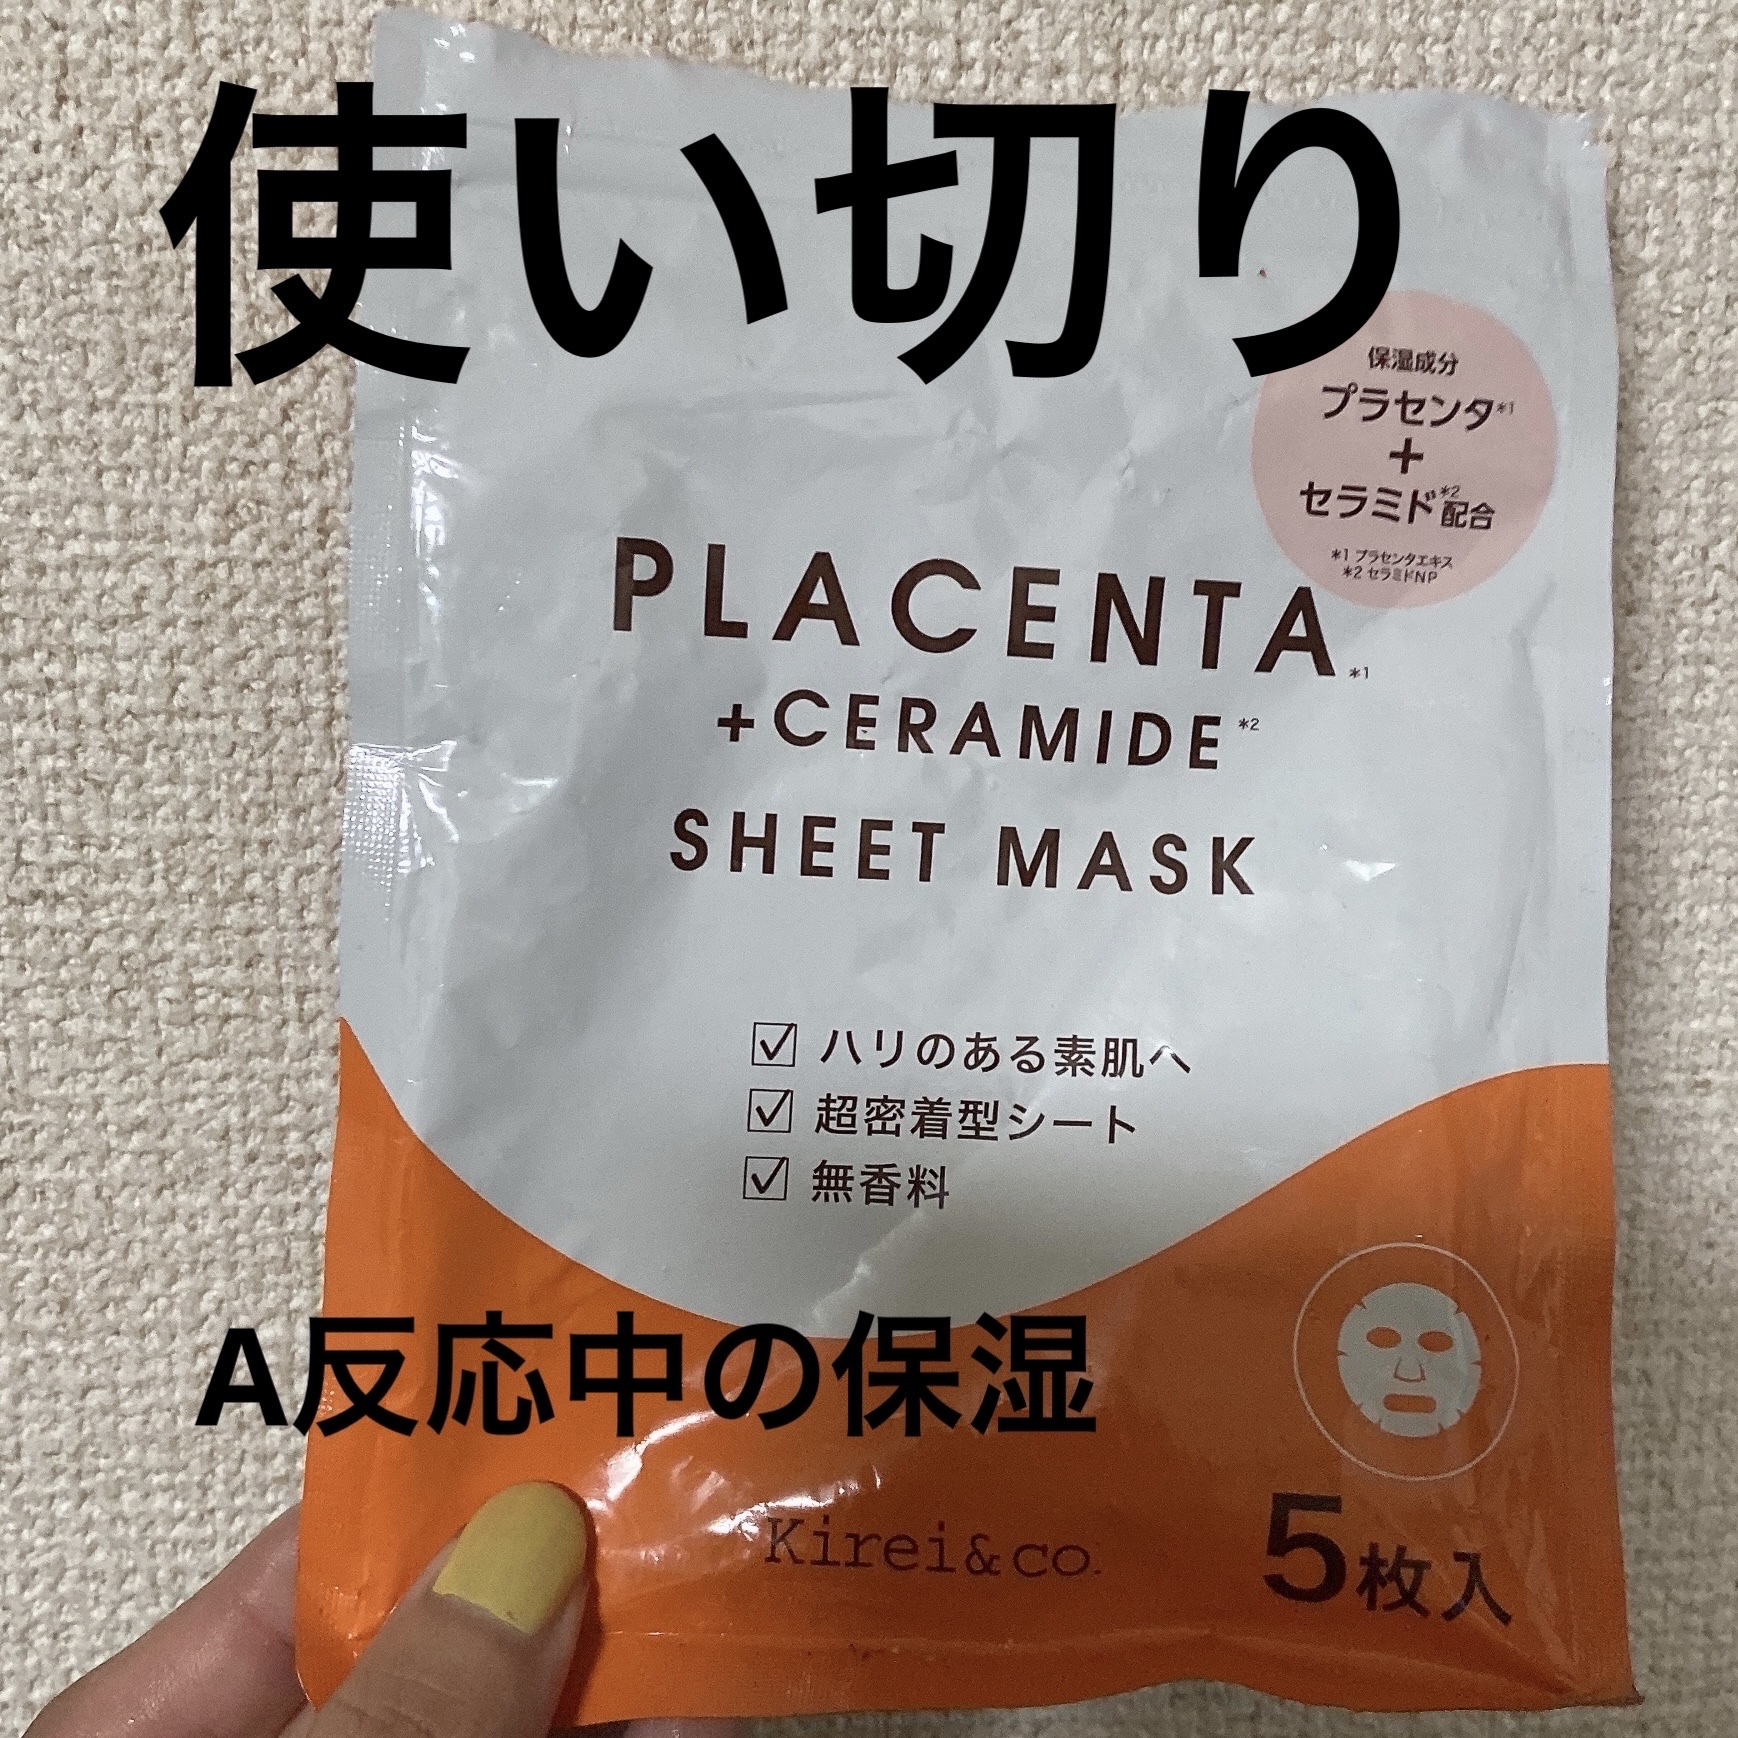 使い切り
保湿成分
プラセンタ*1
+
セラミド*2配合
*1 プラセンタエキス
*2 セラミドNP
PLACENTA*1
+CERAMIDE*2
SHEET MASK
☑ ハリのある素肌へ
☑ 超密着型シート
☑ 無香料
A反応中の保湿
Kirei&co.
5枚入